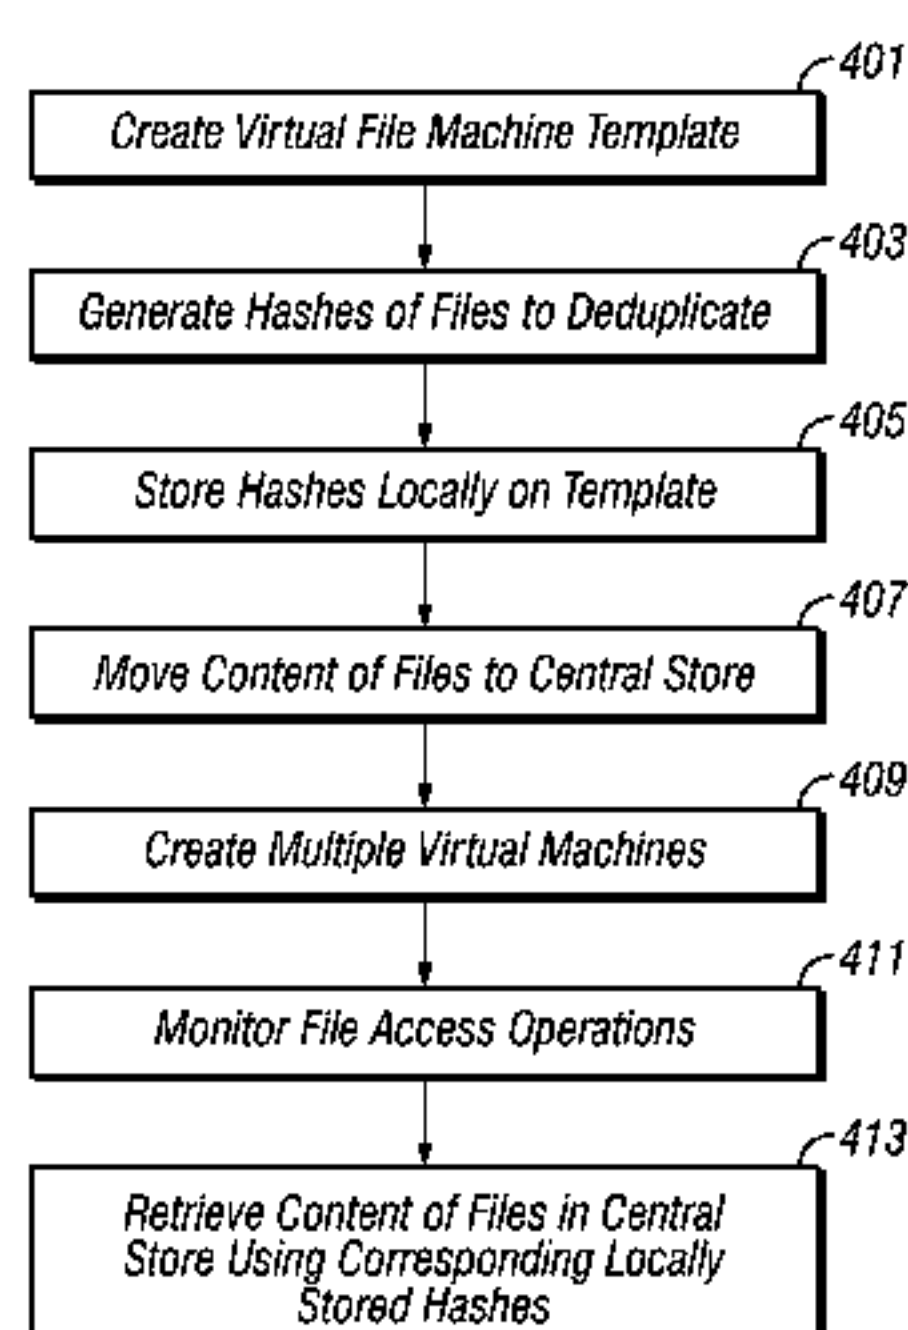 401
Create Virtual File Machine Template
403
Generate Hashes of Files to Deduplicate
405
Store Hashes Locally on Template
407
Move Content of Files to Central Store
409
Create Multiple Virtual Machines
411
Monitor File Access Operations
413
Retrieve Content of Files in Central
Store Using Corresponding Locally
Stored Hashes